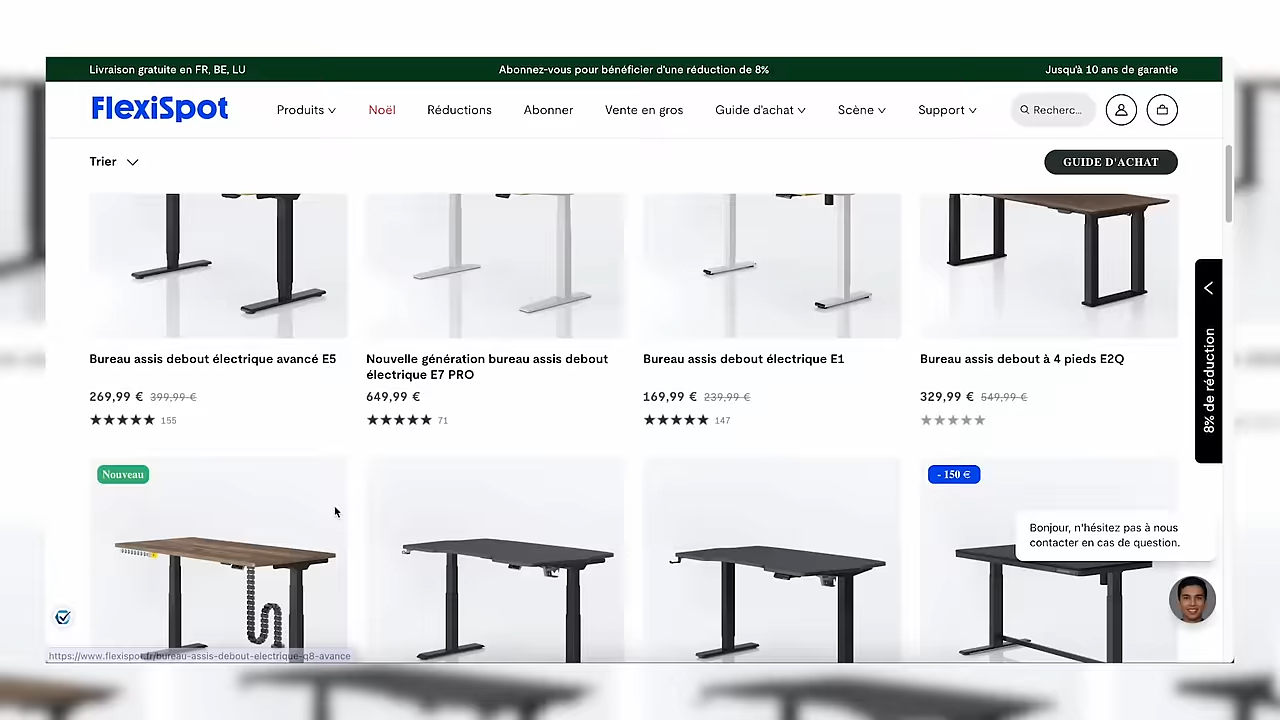 Livraison gratuite en FR, BE, LU
Abonnez-vous pour bénéficier d'une réduction de 8%
Jusqu'à 10 ans de garantie
FlexiSpot
Produits
Noël
Réductions
Abonner
Vente en gros
Guide d'achat
Scène
Support
Recherc...
Trier
GUIDE D'ACHAT
Bureau assis debout électrique avancé E5
269,99 € 399,99 €
★★★★★ 155
Nouvelle génération bureau assis debout
électrique E7 PRO
649,99 €
★★★★★ 71
Bureau assis debout électrique E1
169,99 € 239,99 €
★★★★★ 147
Bureau assis debout à 4 pieds E2Q
329,99 € 549,99 €
★★★★★
8% de réduction
Nouveau
- 150 €
Bonjour, n'hésitez pas à nous
contacter en cas de question.
https://www.flexispot.fr/bureau-assis-debout-electrique-q8-avance